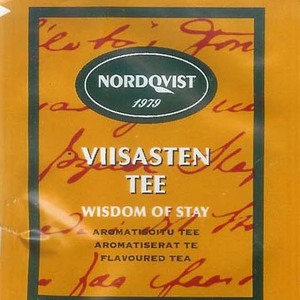 NORDQVIST
1979
VIISASTEN
TEE
WISDOM OF STAY
AROMATISOITU TEE
AROMATISERAT TE
FLAVOURED TEA